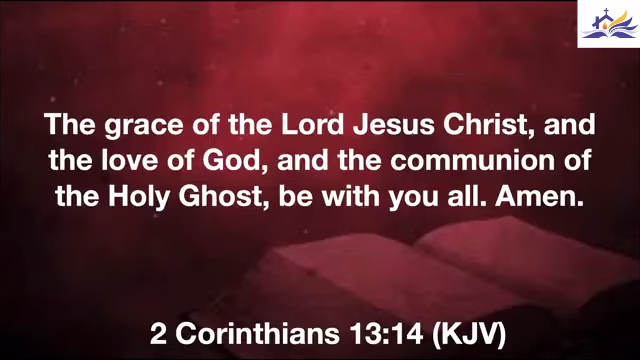 The grace of the Lord Jesus Christ, and
the love of God, and the communion of
the Holy Ghost, be with you all. Amen.
2 Corinthians 13:14 (KJV)